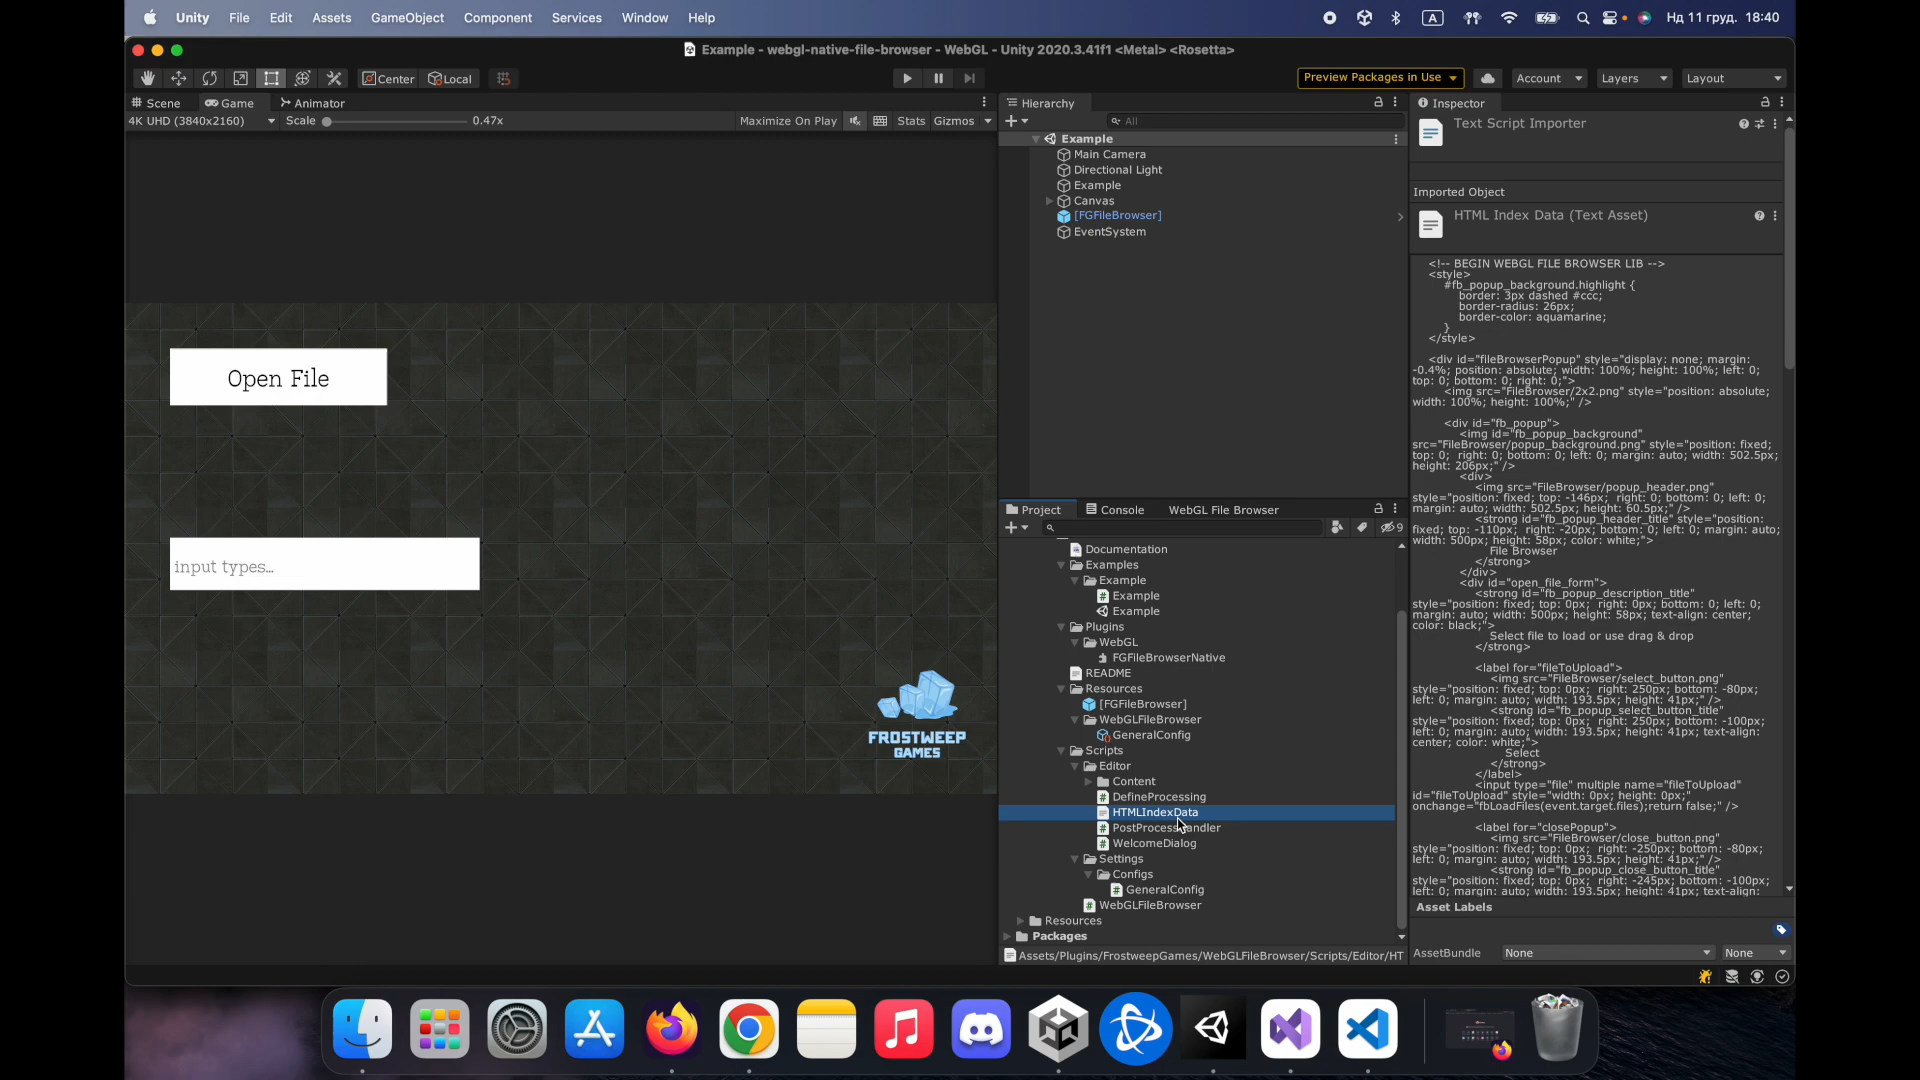 Unity File Edit Assets GameObject Component Services Window Help
A
Нд 11 груд. 18:40
Example - webgl-native-file-browser - WebGL - Unity 2020.3.41f1 <Metal> <Rosetta>
Center Local
Preview Packages in Use
Account Layers Layout
Scene Game Animator
4K UHD (3840x2160) Scale 0.47x Maximize On Play Stats Gizmos
Open File
input types...
FROSTWEEP
GAMES
Hierarchy
All
Example
Main Camera
Directional Light
Example
Canvas
[FGFileBrowser]
EventSystem
Project Console WebGL File Browser
9
Documentation
Examples
Example
Example
Example
Plugins
WebGL
FGFileBrowserNative
README
Resources
[FGFileBrowser]
WebGLFileBrowser
GeneralConfig
Scripts
Editor
Content
DefineProcessing
HTMLIndexData
PostProcessHandler
WelcomeDialog
Settings
Configs
GeneralConfig
WebGLFileBrowser
Resources
Packages
Assets/Plugins/FrostweepGames/WebGLFileBrowser/Scripts/Editor/HT
Inspector
Text Script Importer
Imported Object
HTML Index Data (Text Asset)
<!-- BEGIN WEBGL FILE BROWSER LIB -->
<style>
#fb_popup_background.highlight {
border: 3px dashed #ccc;
border-radius: 26px;
border-color: aquamarine;
}
</style>
<div id="fileBrowserPopup" style="display: none; margin:
-0.4%; position: absolute; width: 100%; height: 100%; left: 0;
top: 0; bottom: 0; right: 0;">
<img src="FileBrowser/2x2.png" style="position: absolute;
width: 100%; height: 100%;" />
<div id="fb_popup">
<img id="fb_popup_background"
src="FileBrowser/popup_background.png" style="position: fixed;
top: 0; right: 0; bottom: 0; left: 0; margin: auto; width: 502.5px;
height: 206px;" />
<div>
<img src="FileBrowser/popup_header.png"
style="position: fixed; top: -146px; right: 0; bottom: 0; left: 0;
margin: auto; width: 502.5px; height: 60.5px;" />
<strong id="fb_popup_header_title" style="position:
fixed; top: -110px; right: -20px; bottom: 0; left: 0; margin: auto;
width: 500px; height: 58px; color: white;">
File Browser
</strong>
</div>
<div id="open_file_form">
<strong id="fb_popup_description_title"
style="position: fixed; top: 0px; right: 0px; bottom: 0; left: 0;
margin: auto; width: 500px; height: 58px; text-align: center;
color: black;">
Select file to load or use drag & drop
</strong>
<label for="fileToUpload">
<img src="FileBrowser/select_button.png"
style="position: fixed; top: 0px; right: 250px; bottom: -80px;
left: 0; margin: auto; width: 193.5px; height: 41px;" />
<strong id="fb_popup_select_button_title"
style="position: fixed; top: 0px; right: 250px; bottom: -100px;
left: 0; margin: auto; width: 193.5px; height: 41px; text-align:
center; color: white;">
Select
</strong>
</label>
<input type="file" multiple name="fileToUpload"
id="fileToUpload" style="width: 0px; height: 0px;"
onchange="fbLoadFiles(event.target.files);return false;" />
<label for="closePopup">
<img src="FileBrowser/close_button.png"
style="position: fixed; top: 0px; right: -250px; bottom: -80px;
left: 0; margin: auto; width: 193.5px; height: 41px;" />
<strong id="fb_popup_close_button_title"
style="position: fixed; top: 0px; right: -245px; bottom: -100px;
left: 0; margin: auto; width: 193.5px; height: 41px; text-align:
Asset Labels
AssetBundle None None